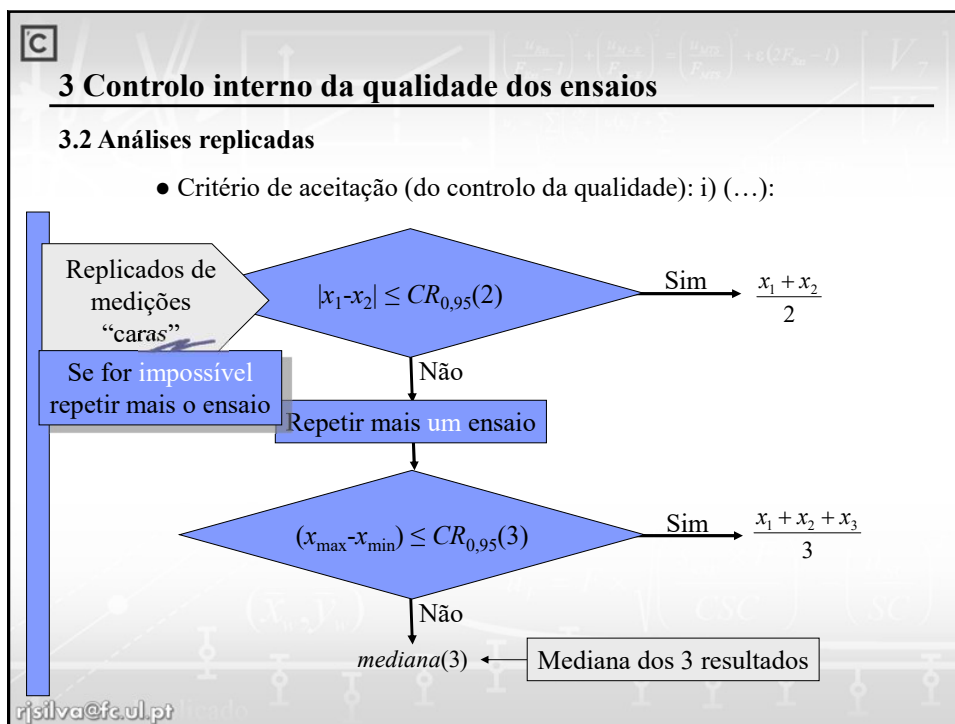 C
3 Controlo interno da qualidade dos ensaios
3.2 Análises replicadas
● Critério de aceitação (do controlo da qualidade): i) (…):
Replicados de
medições
“caras”
|x₁-x₂| ≤ CR₀,₉₅(2)
Sim
x₁ + x₂
2
Não
Se for impossível
repetir mais o ensaio
Repetir mais um ensaio
(xmax-xmin) ≤ CR₀,₉₅(3)
Sim
x₁ + x₂ + x₃
3
Não
mediana(3)
Mediana dos 3 resultados
rjsilva@fc.ul.pt